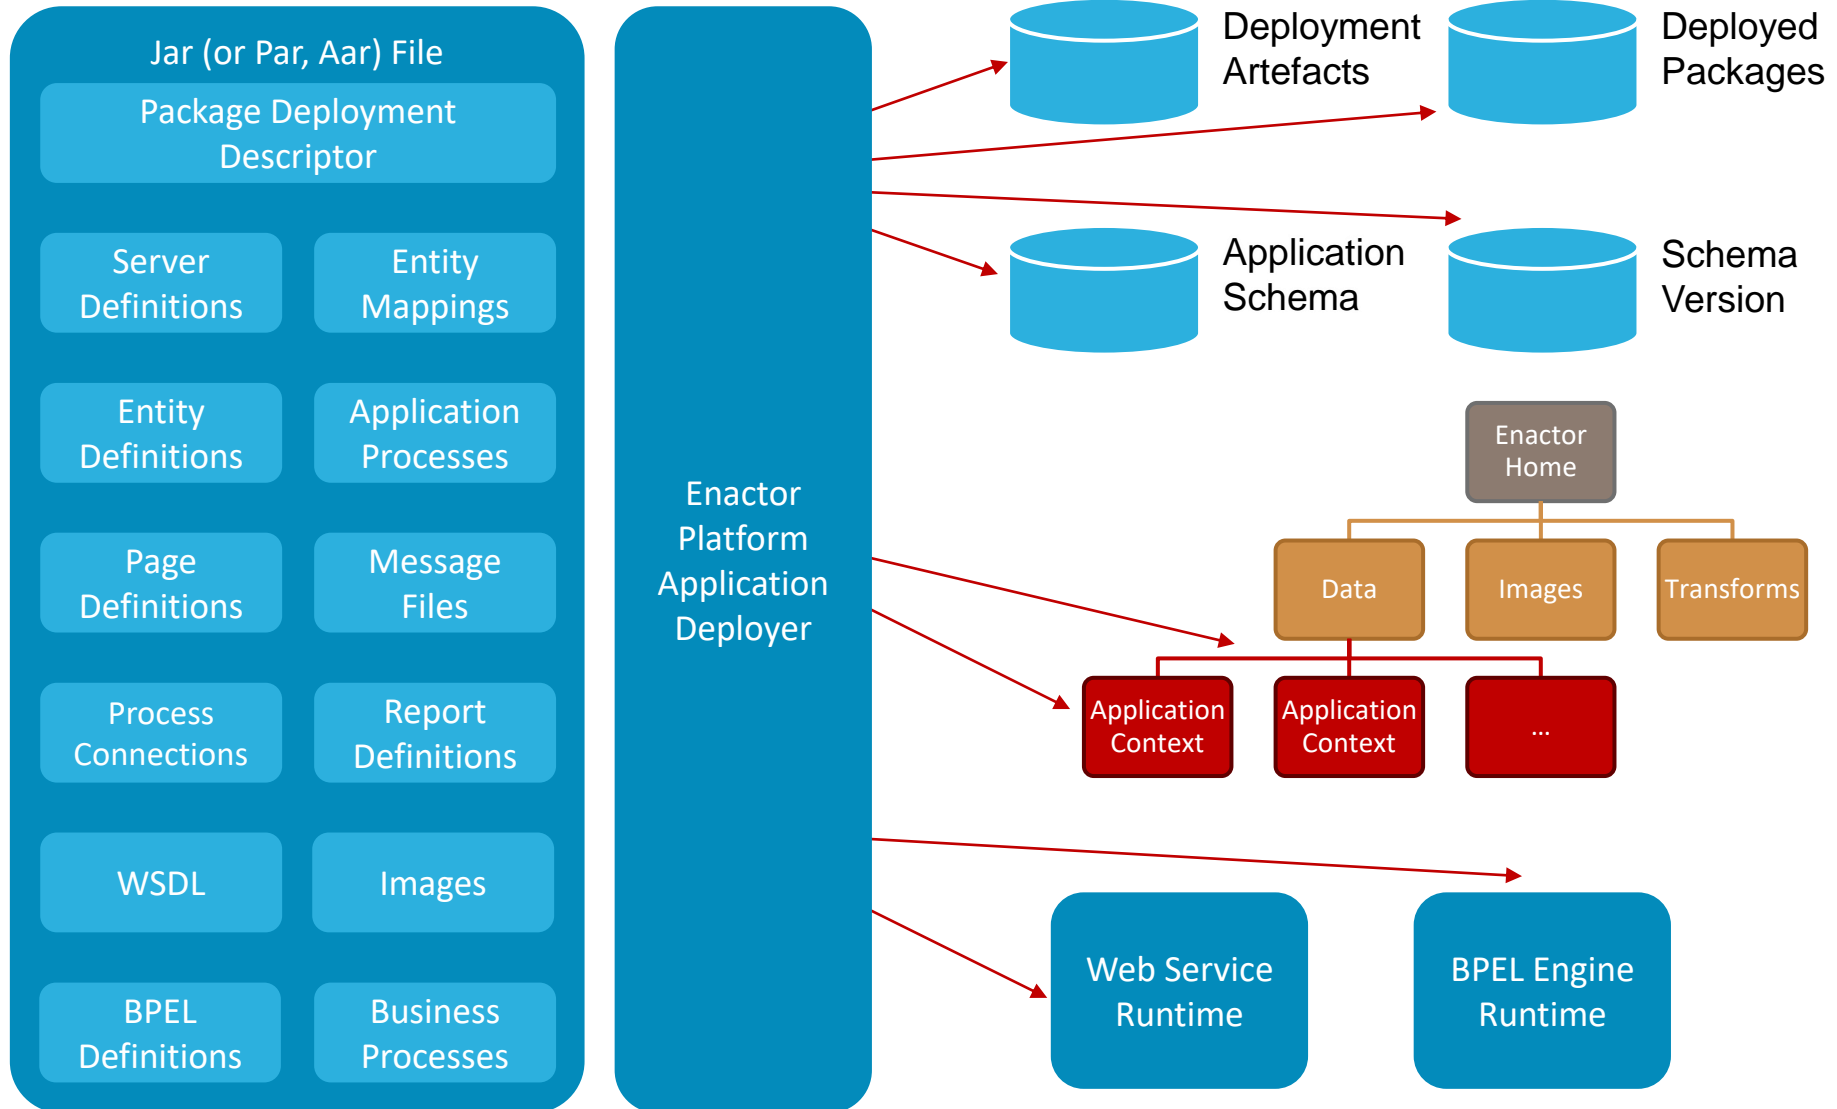 Jar (or Par, Aar) File
Package Deployment
Descriptor
Server
Definitions
Entity
Mappings
Entity
Definitions
Application
Processes
Page
Definitions
Message
Files
Process
Connections
Report
Definitions
WSDL
Images
BPEL
Definitions
Business
Processes
Enactor
Platform
Application
Deployer
Deployment
Artefacts
Deployed
Packages
Application
Schema
Schema
Version
Enactor
Home
Data
Images
Transforms
Application
Context
Application
Context
...
Web Service
Runtime
BPEL Engine
Runtime